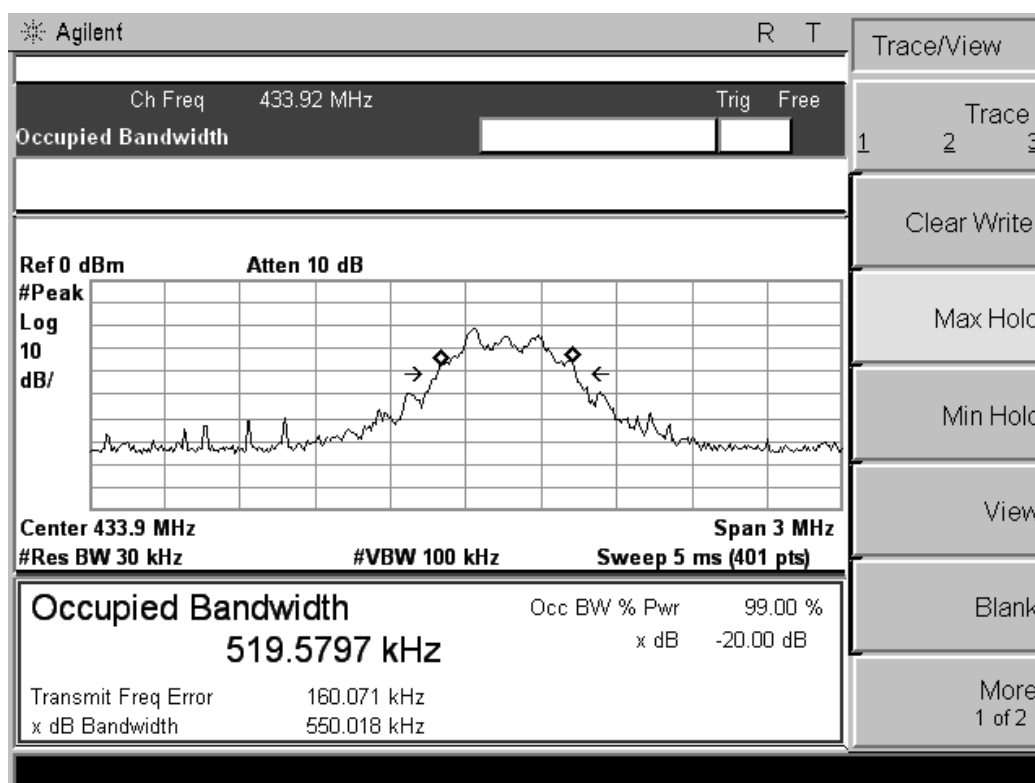 Agilent R T
Trace/View
Ch Freq 433.92 MHz Trig Free
Occupied Bandwidth
Trace
1 2 3
Clear Write
Ref 0 dBm Atten 10 dB
#Peak
Log
10
dB/
Max Hold
Min Hold
View
Center 433.9 MHz Span 3 MHz
#Res BW 30 kHz #VBW 100 kHz Sweep 5 ms (401 pts)
Occupied Bandwidth
519.5797 kHz
Occ BW % Pwr 99.00 %
x dB -20.00 dB
Transmit Freq Error 160.071 kHz
x dB Bandwidth 550.018 kHz
Blank
More
1 of 2